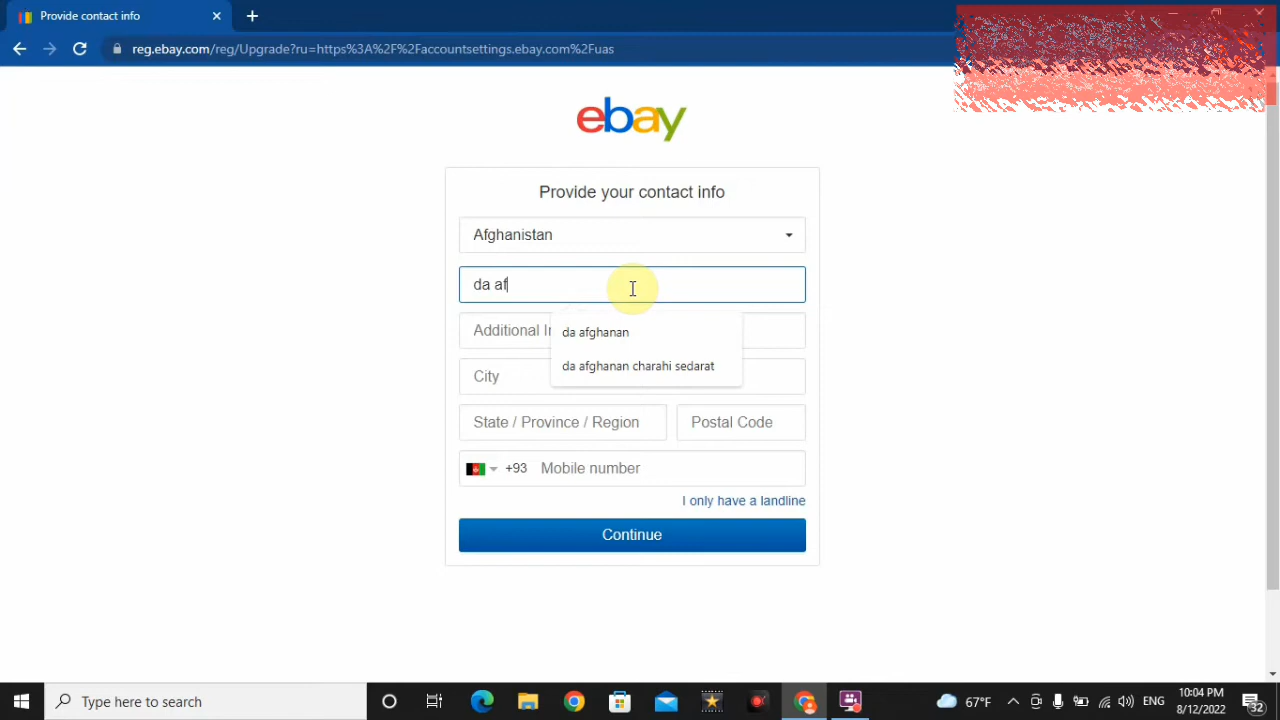 Provide contact info
reg.ebay.com/reg/Upgrade?ru=https%3A%2F%2Faccountsettings.ebay.com%2Fuas
ebay
Provide your contact info
Afghanistan
da af
Additional In
da afghanan
da afghanan charahi sedarat
City
State / Province / Region
Postal Code
+93 Mobile number
I only have a landline
Continue
Type here to search
67°F
ENG
10:04 PM
8/12/2022
32